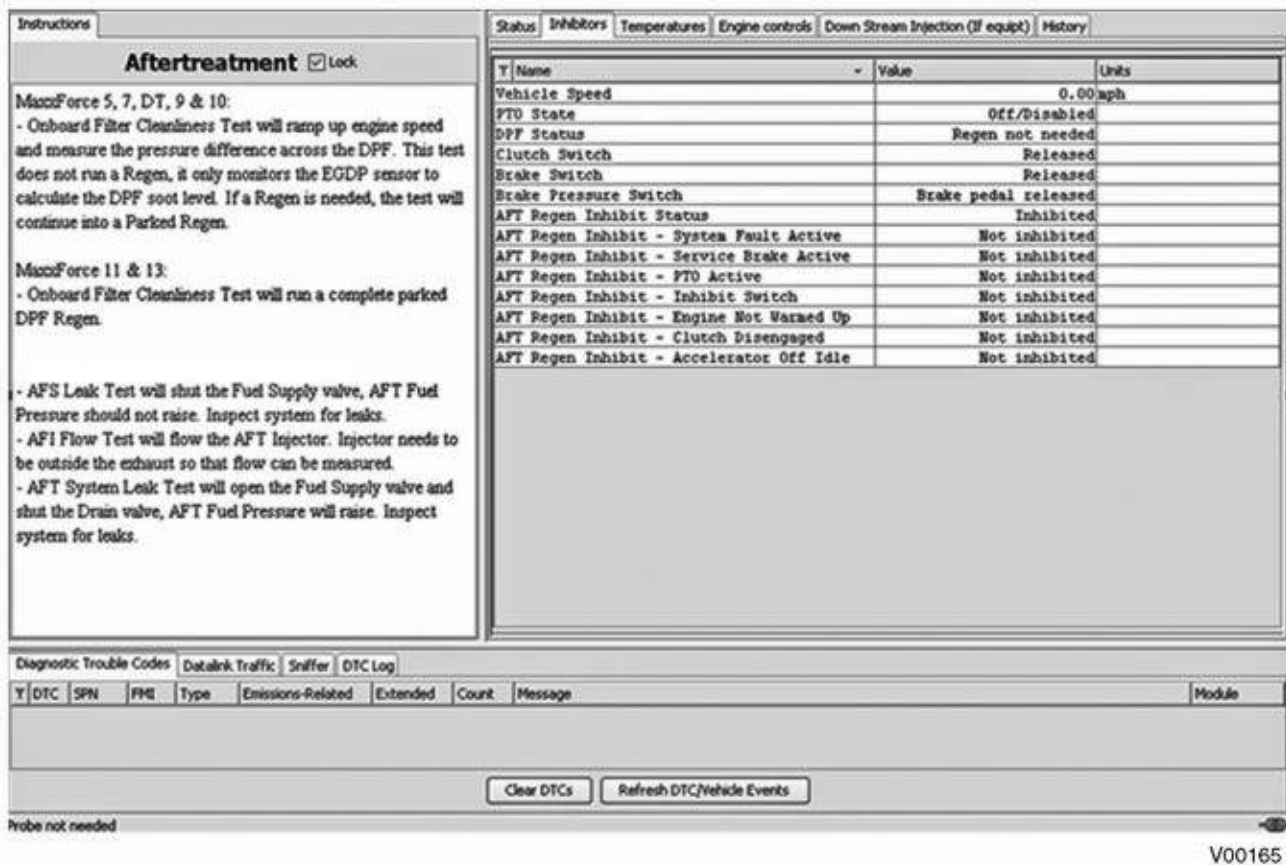 Instructions
Aftertreatment Lock
MaxxForce 5, 7, DT, 9 & 10:
- Onboard Filter Cleanliness Test will ramp up engine speed
and measure the pressure difference across the DPF. This test
does not run a Regen, it only monitors the EGDP sensor to
calculate the DPF soot level. If a Regen is needed, the test will
continue into a Parked Regen.
MaxxForce 11 & 13:
- Onboard Filter Cleanliness Test will run a complete parked
DPF Regen.
- AFS Leak Test will shut the Fuel Supply valve, AFT Fuel
Pressure should not raise. Inspect system for leaks.
- AFI Flow Test will flow the AFT Injector. Injector needs to
be outside the exhaust so that flow can be measured.
- AFT System Leak Test will open the Fuel Supply valve and
shut the Drain valve, AFT Fuel Pressure will raise. Inspect
system for leaks.
Status Inhibitors Temperatures Engine controls Down Stream Injection (If equipt) History
Name Value Units
Vehicle Speed 0.00 mph
PTO State Off/Disabled
DPF Status Regen not needed
Clutch Switch Released
Brake Switch Released
Brake Pressure Switch Brake pedal released
AFT Regen Inhibit Status Inhibited
AFT Regen Inhibit - System Fault Active Not inhibited
AFT Regen Inhibit - Service Brake Active Not inhibited
AFT Regen Inhibit - PTO Active Not inhibited
AFT Regen Inhibit - Inhibit Switch Not inhibited
AFT Regen Inhibit - Engine Not Warmed Up Not inhibited
AFT Regen Inhibit - Clutch Disengaged Not inhibited
AFT Regen Inhibit - Accelerator Off Idle Not inhibited
Diagnostic Trouble Codes Datalink Traffic Sniffer DTC Log
DTC SPN FMI Type Emissions-Related Extended Count Message Module
Clear DTCs Refresh DTC/Vehicle Events
Probe not needed
V00165